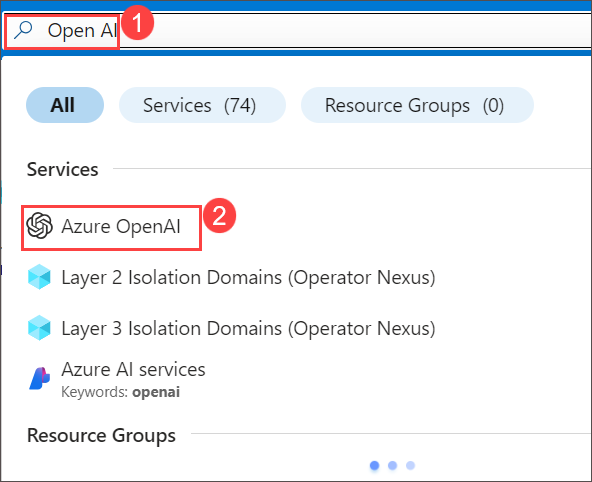 Open AI
1
All Services (74) Resource Groups (0)
Services
Azure OpenAI
2
Layer 2 Isolation Domains (Operator Nexus)
Layer 3 Isolation Domains (Operator Nexus)
Azure AI services
Keywords: openai
Resource Groups